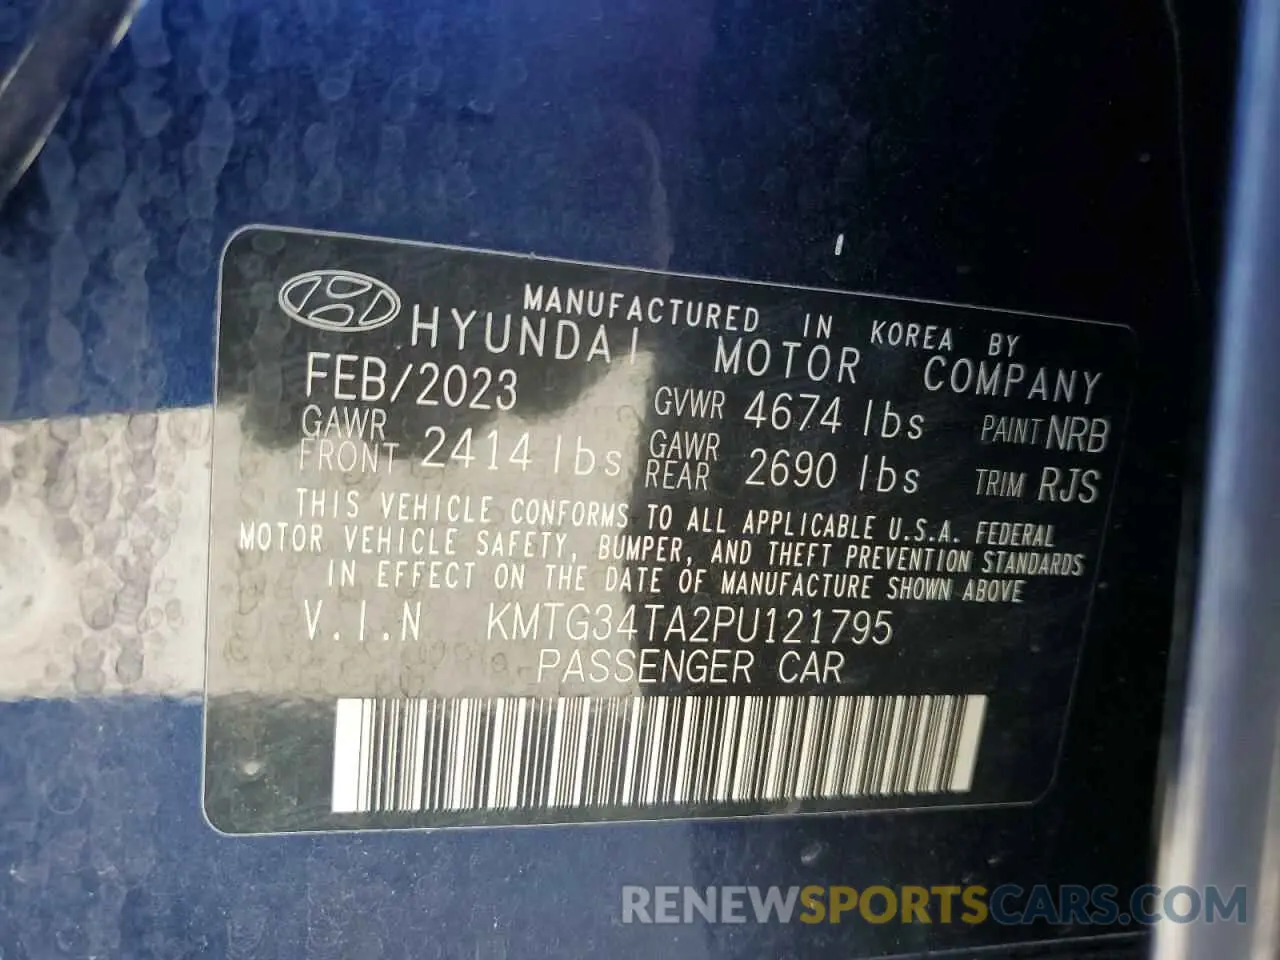 MANUFACTURED IN KOREA BY
HYUNDAI MOTOR COMPANY
FEB/2023 GVWR 4674 lbs PAINT NRB
GAWR FRONT 2414 lbs GAWR REAR 2690 lbs TRIM RJS
THIS VEHICLE CONFORMS TO ALL APPLICABLE U.S.A. FEDERAL
MOTOR VEHICLE SAFETY, BUMPER, AND THEFT PREVENTION STANDARDS
IN EFFECT ON THE DATE OF MANUFACTURE SHOWN ABOVE
V.I.N KMTG34TA2PU121795
PASSENGER CAR
RENEWSPORTSCARS.COM